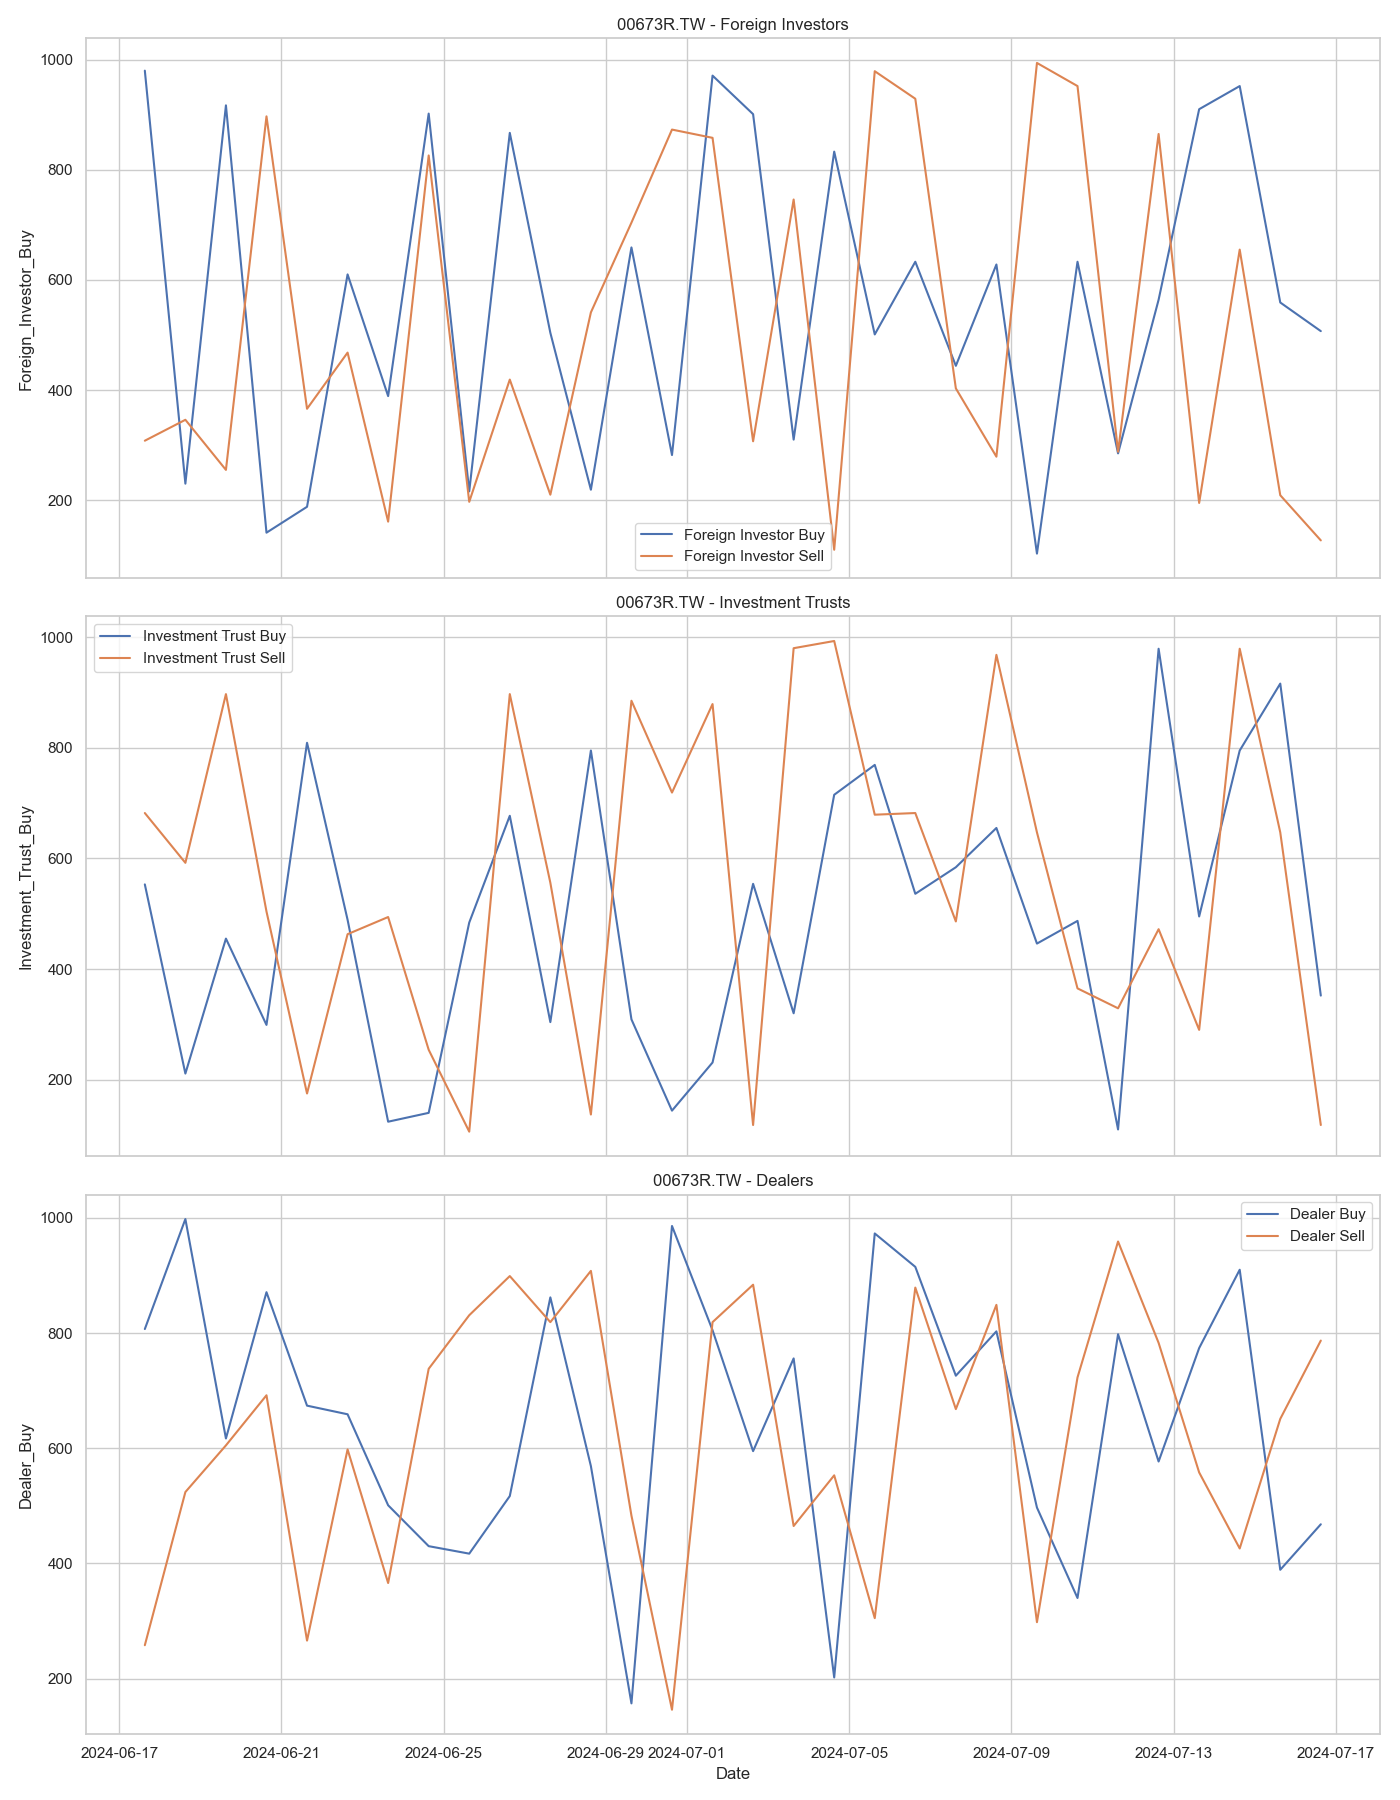 00673R.TW - Foreign Investors
1000
800
600
400
200
Foreign_Investor_Buy
Foreign Investor Buy
Foreign Investor Sell
00673R.TW - Investment Trusts
1000
800
600
400
200
Investment_Trust_Buy
Investment Trust Buy
Investment Trust Sell
00673R.TW - Dealers
1000
800
600
400
200
Dealer_Buy
Dealer Buy
Dealer Sell
2024-06-17 2024-06-21 2024-06-25 2024-06-29 2024-07-01 2024-07-05 2024-07-09 2024-07-13 2024-07-17
Date